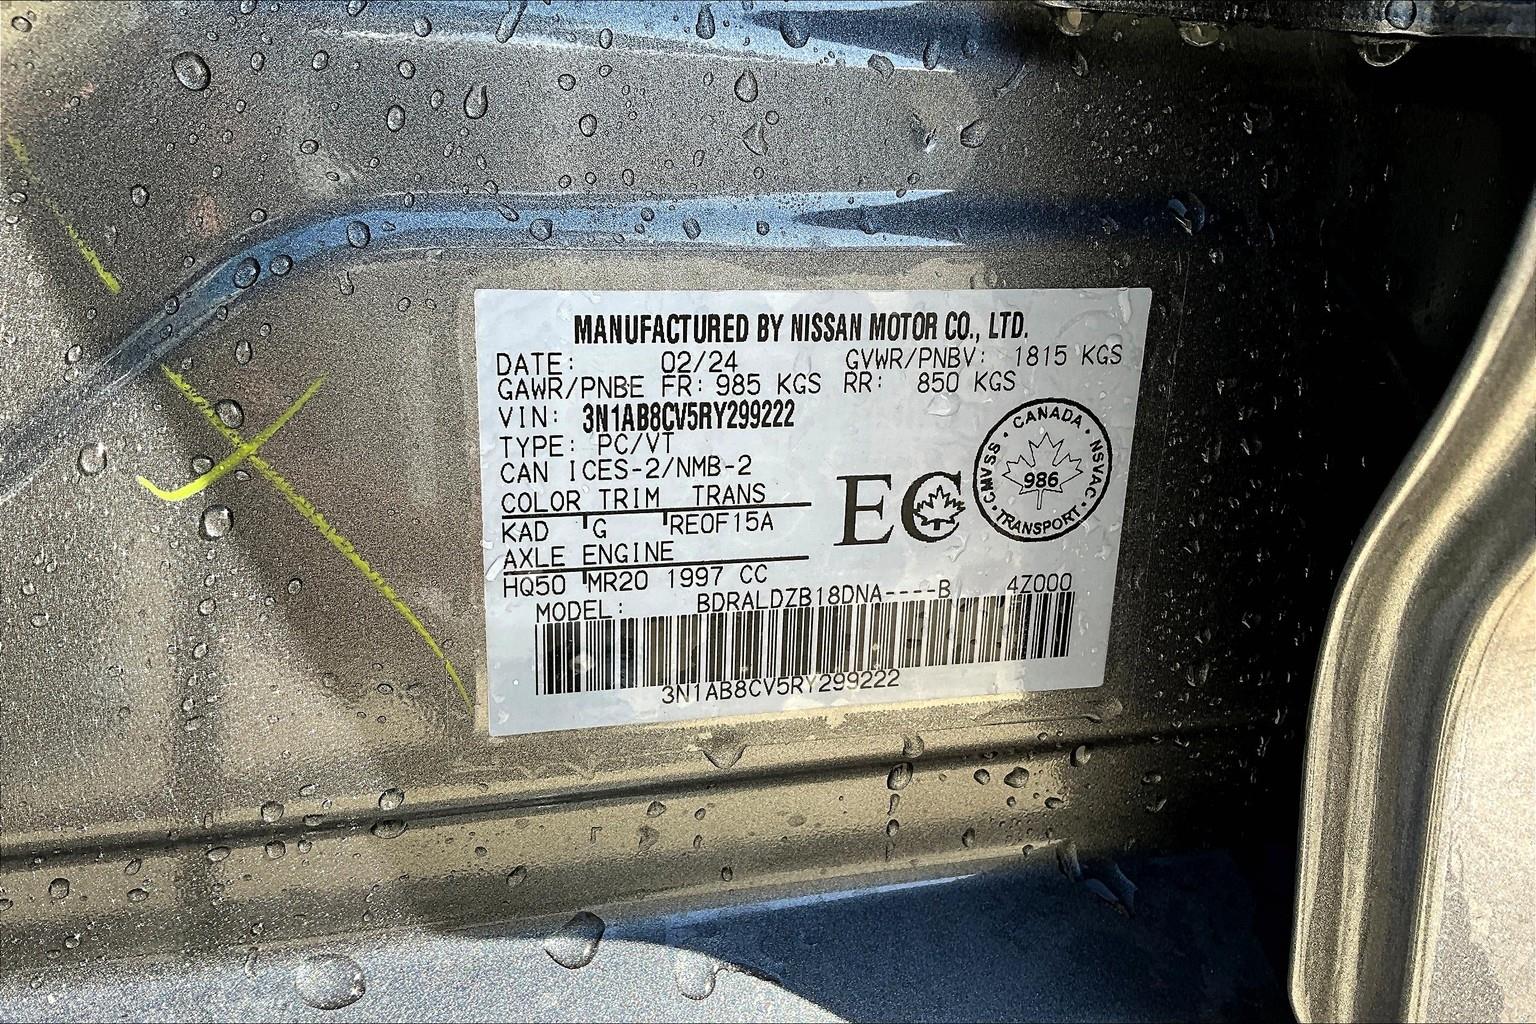 MANUFACTURED BY NISSAN MOTOR CO., LTD.
DATE: 02/24 GVWR/PNBV: 1815 KGS
GAWR/PNBE FR: 985 KGS RR: 850 KGS
VIN: 3N1AB8CV5RY299222
TYPE: PC/VT
CAN ICES-2/NMB-2
COLOR TRIM TRANS
KAD G RE0F15A
AXLE ENGINE
HQ50 MR20 1997 CC
MODEL: BDRALDZB18DNA----B 4Z000
3N1AB8CV5RY299222
EC
CANADA
CMVSS NSVAC
986
TRANSPORT